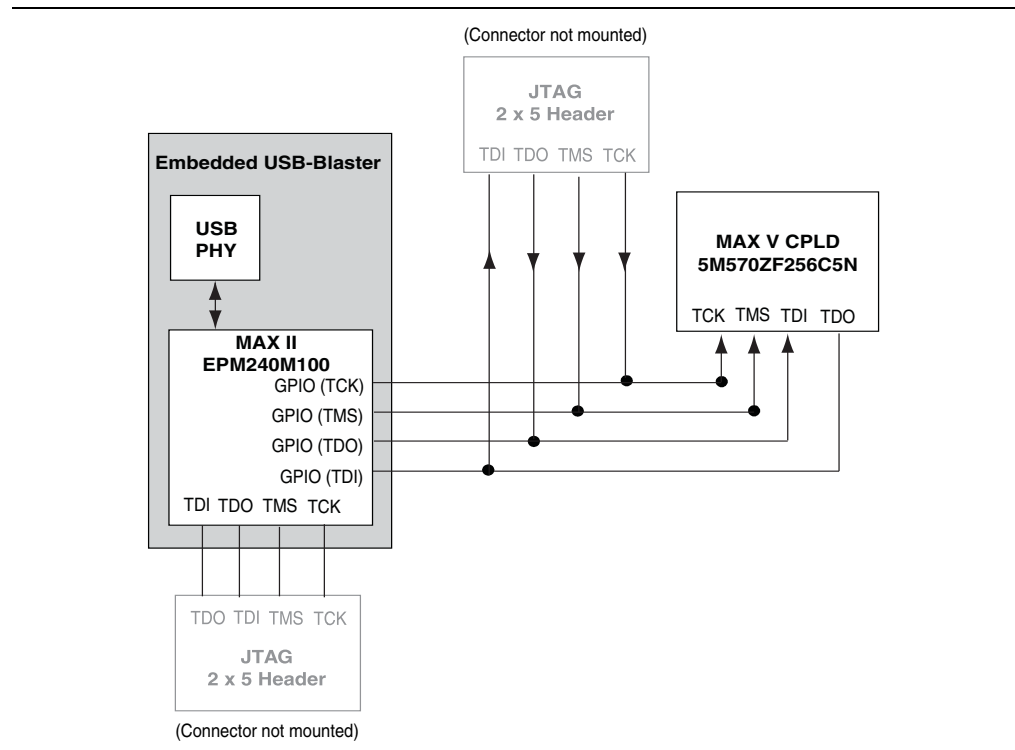 (Connector not mounted)
JTAG
2 x 5 Header
TDI TDO TMS TCK
Embedded USB-Blaster
USB
PHY
MAX V CPLD
5M570ZF256C5N
TCK TMS TDI TDO
MAX II
EPM240M100
GPIO (TCK)
GPIO (TMS)
GPIO (TDO)
GPIO (TDI)
TDI TDO TMS TCK
TDO TDI TMS TCK
JTAG
2 x 5 Header
(Connector not mounted)